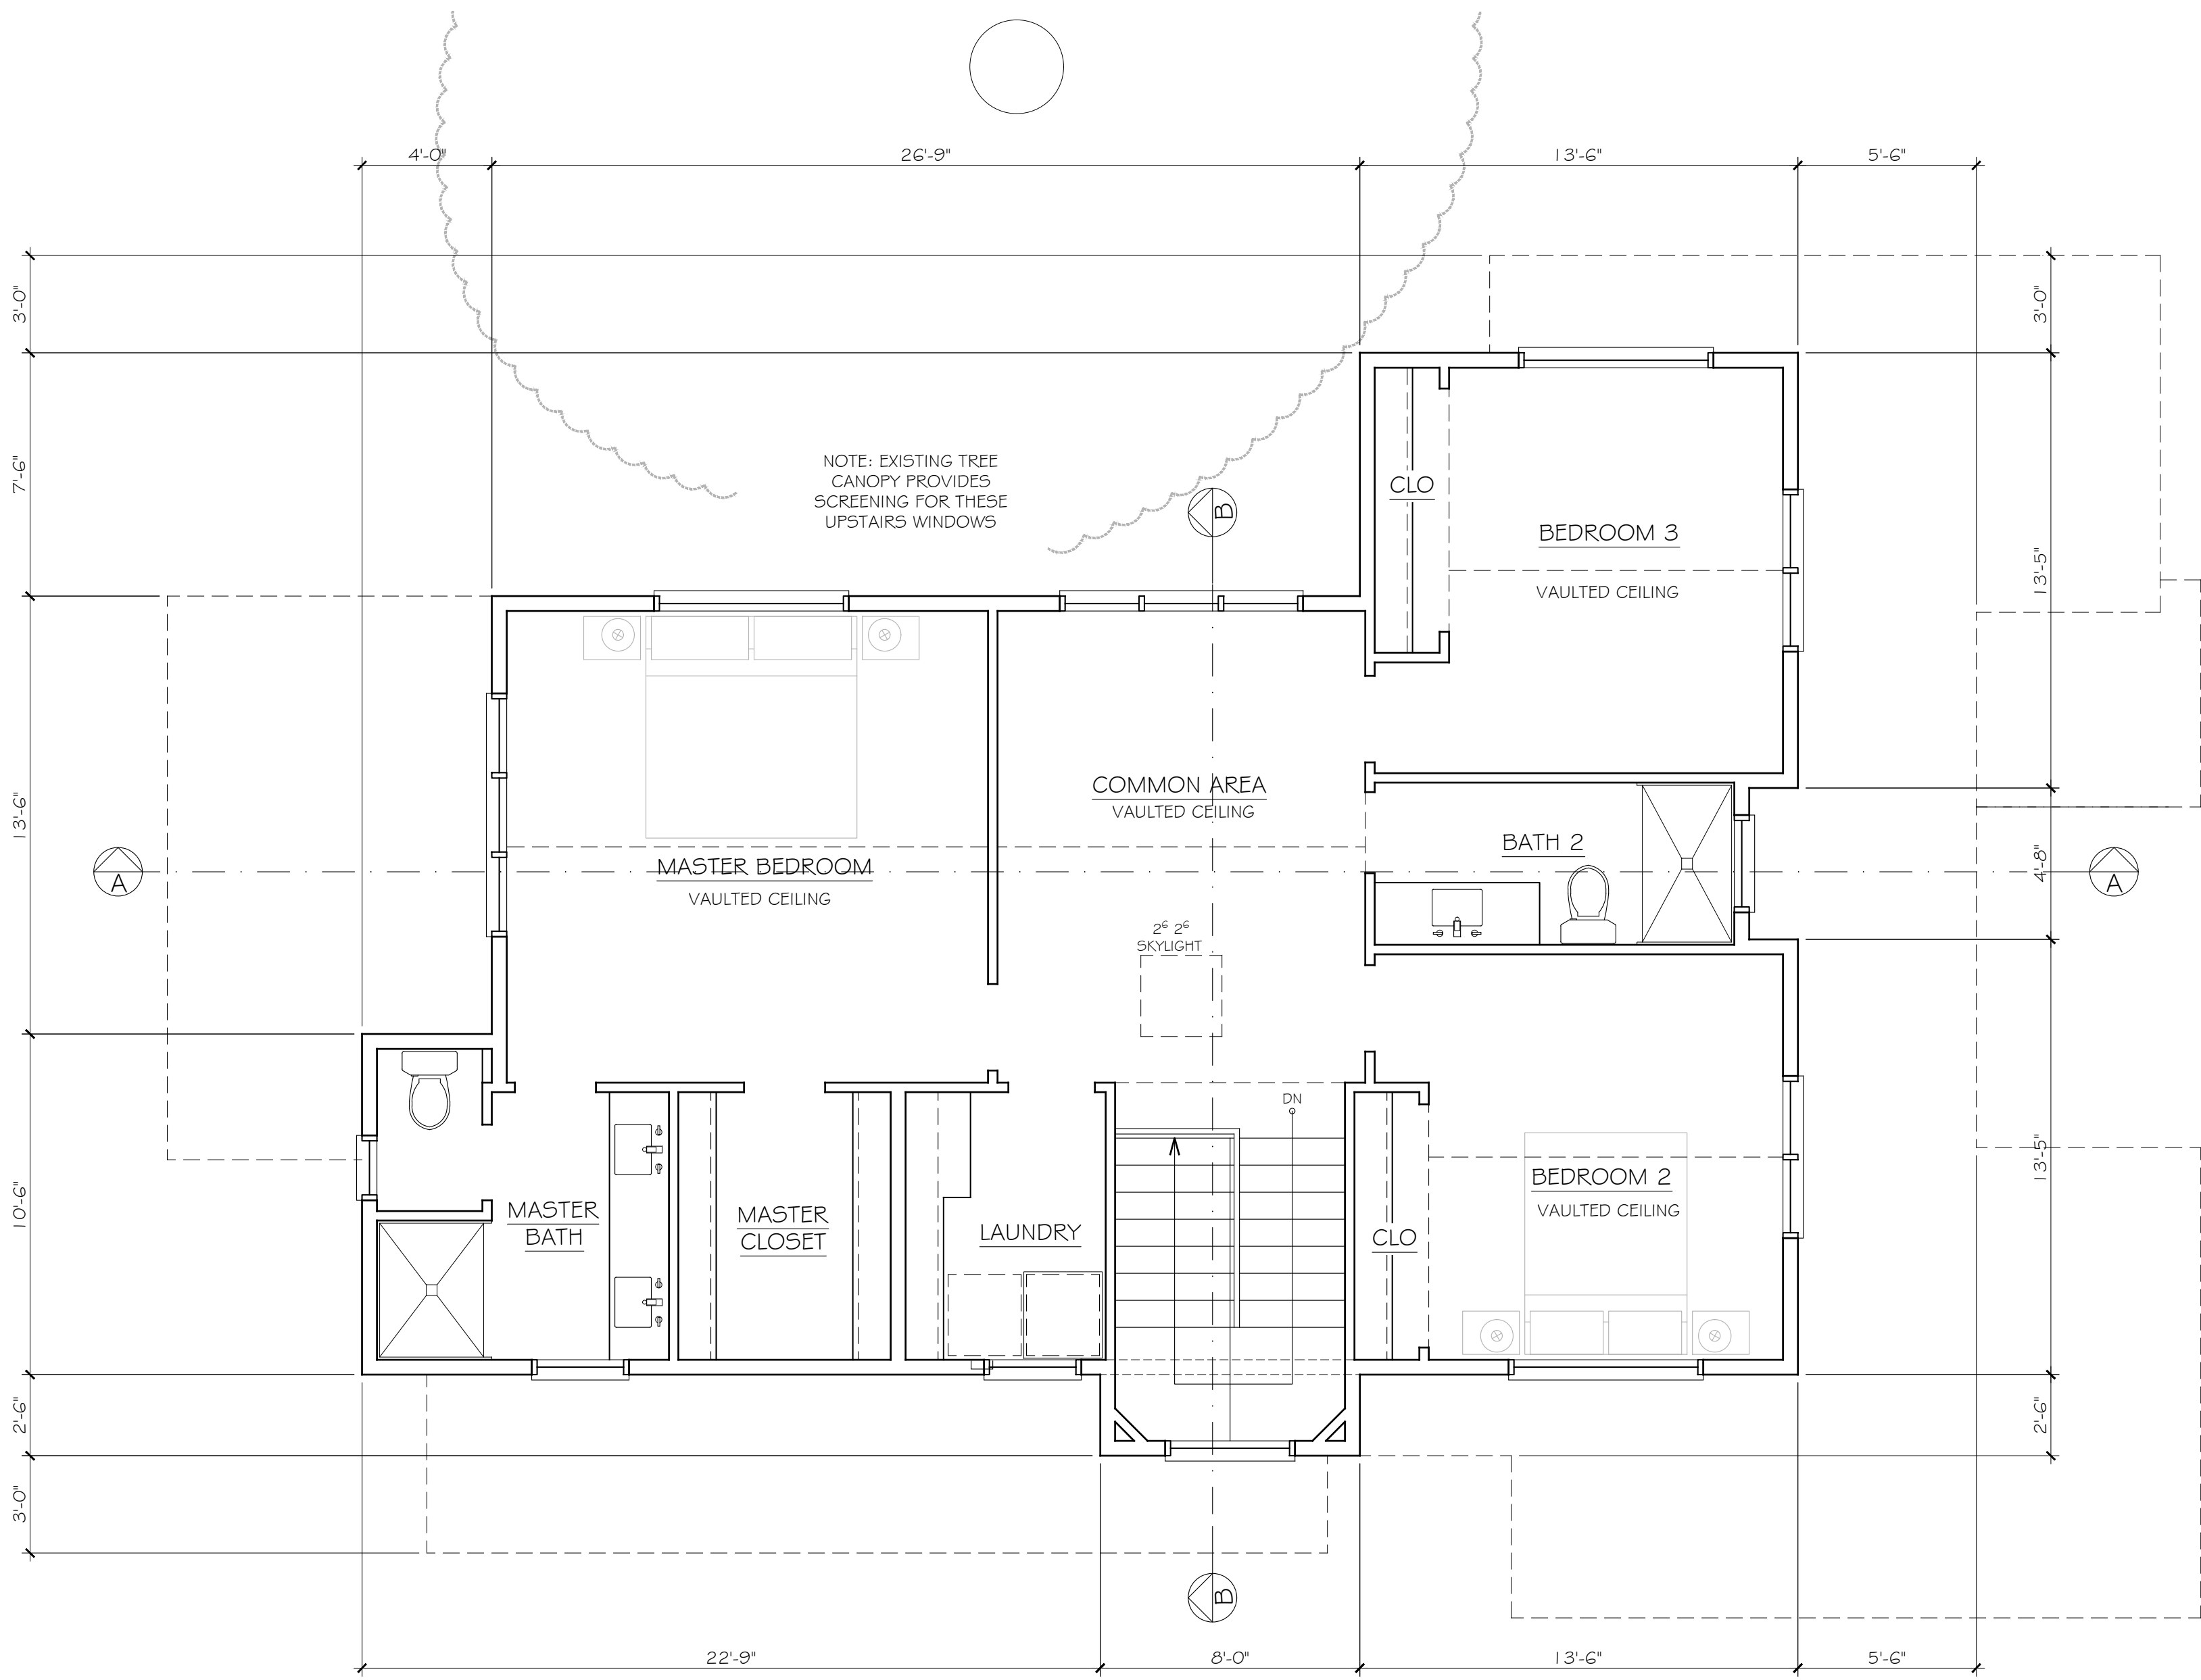 4'-0"
26'-9"
13'-6"
5'-6"
3'-0"
3'-0"
7'-6"
NOTE: EXISTING TREE
CANOPY PROVIDES
SCREENING FOR THESE
UPSTAIRS WINDOWS
CLO
B
BEDROOM 3
VAULTED CEILING
13'-5"
13'-6"
COMMON AREA
VAULTED CEILING
BATH 2
4'-8"
A
MASTER BEDROOM
VAULTED CEILING
A
2⁶ 2⁶
SKYLIGHT
DN
10'-6"
13'-5"
BEDROOM 2
VAULTED CEILING
MASTER
BATH
MASTER
CLOSET
LAUNDRY
CLO
2'-6"
2'-6"
3'-0"
B
22'-9"
8'-0"
13'-6"
5'-6"